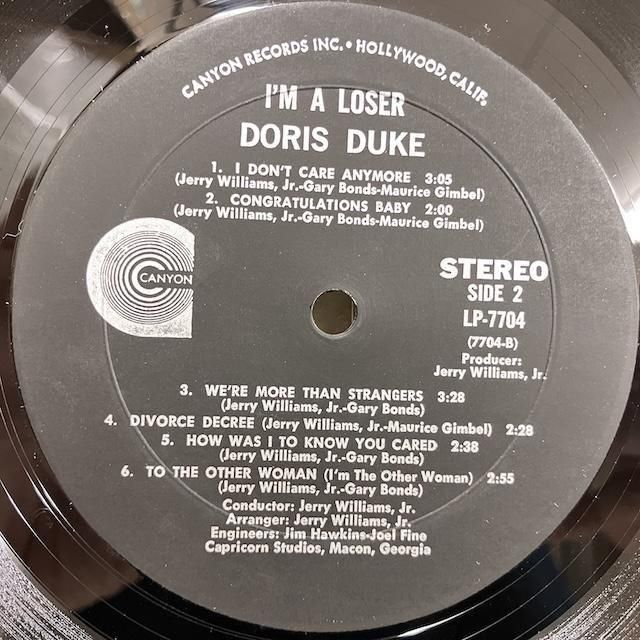 CANYON RECORDS INC. • HOLLYWOOD, CALIF.
I'M A LOSER
DORIS DUKE
1. I DON'T CARE ANYMORE 3:05
(Jerry Williams, Jr.-Gary Bonds-Maurice Gimbel)
2. CONGRATULATIONS BABY 2:00
(Jerry Williams, Jr.-Gary Bonds-Maurice Gimbel)
CANYON
STEREO
SIDE 2
LP-7704
(7704-B)
Producer:
Jerry Williams, Jr.
3. WE'RE MORE THAN STRANGERS 3:28
(Jerry Williams, Jr.-Gary Bonds)
4. DIVORCE DECREE (Jerry Williams, Jr.-Maurice Gimbel) 2:28
5. HOW WAS I TO KNOW YOU CARED 2:38
(Jerry Williams, Jr.-Gary Bonds)
6. TO THE OTHER WOMAN (I'm The Other Woman) 2:55
(Jerry Williams, Jr.-Gary Bonds)
Conductor: Jerry Williams, Jr.
Arranger: Jerry Williams, Jr.
Engineers: Jim Hawkins-Joel Fine
Capricorn Studios, Macon, Georgia